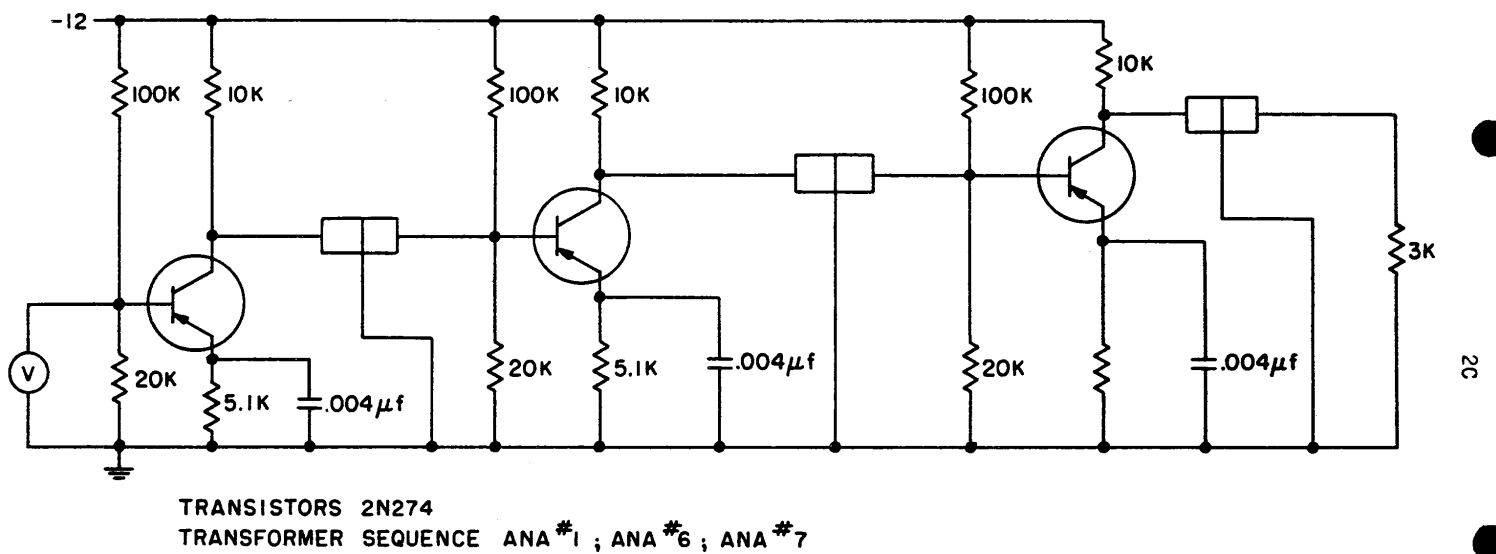 -12
100K
10K
100K
10K
100K
10K
3K
V
20K
5.1K
.004µf
20K
5.1K
.004µf
20K
.004µf
2C
TRANSISTORS 2N274
TRANSFORMER SEQUENCE ANA #1 ; ANA #6 ; ANA #7